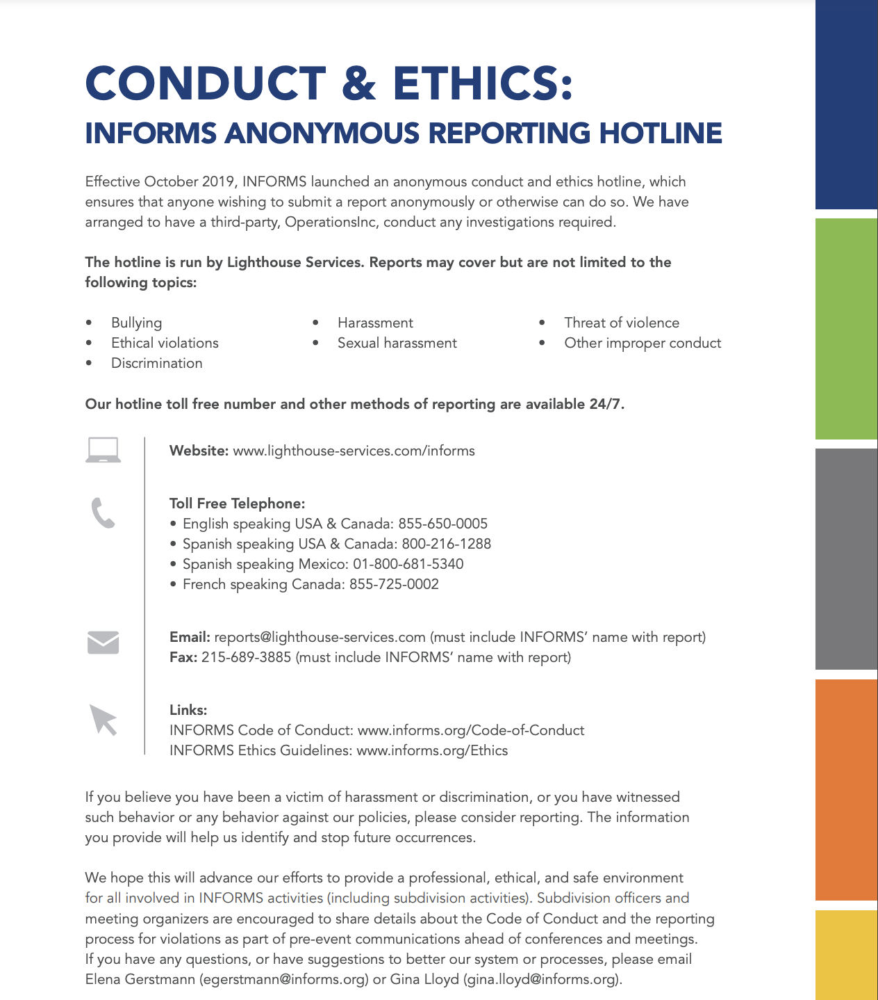 CONDUCT & ETHICS:
INFORMS ANONYMOUS REPORTING HOTLINE
Effective October 2019, INFORMS launched an anonymous conduct and ethics hotline, which
ensures that anyone wishing to submit a report anonymously or otherwise can do so. We have
arranged to have a third-party, OperationsInc, conduct any investigations required.
The hotline is run by Lighthouse Services. Reports may cover but are not limited to the
following topics:
• Bullying
• Ethical violations
• Discrimination
• Harassment
• Sexual harassment
• Threat of violence
• Other improper conduct
Our hotline toll free number and other methods of reporting are available 24/7.
Website: www.lighthouse-services.com/informs
Toll Free Telephone:
• English speaking USA & Canada: 855-650-0005
• Spanish speaking USA & Canada: 800-216-1288
• Spanish speaking Mexico: 01-800-681-5340
• French speaking Canada: 855-725-0002
Email: reports@lighthouse-services.com (must include INFORMS’ name with report)
Fax: 215-689-3885 (must include INFORMS’ name with report)
Links:
INFORMS Code of Conduct: www.informs.org/Code-of-Conduct
INFORMS Ethics Guidelines: www.informs.org/Ethics
If you believe you have been a victim of harassment or discrimination, or you have witnessed
such behavior or any behavior against our policies, please consider reporting. The information
you provide will help us identify and stop future occurrences.
We hope this will advance our efforts to provide a professional, ethical, and safe environment
for all involved in INFORMS activities (including subdivision activities). Subdivision officers and
meeting organizers are encouraged to share details about the Code of Conduct and the reporting
process for violations as part of pre-event communications ahead of conferences and meetings.
If you have any questions, or have suggestions to better our system or processes, please email
Elena Gerstmann (egerstmann@informs.org) or Gina Lloyd (gina.lloyd@informs.org).